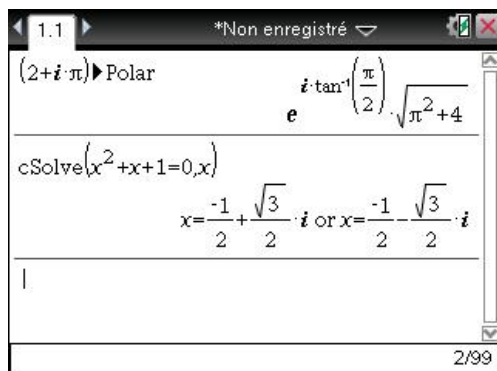 1.1 *Non enregistré
(2+i·π)▶Polar
e^(i·tan⁻¹(π/2))·√(π²+4)
cSolve(x²+x+1=0,x)
x=-1/2+√3/2·i or x=-1/2-√3/2·i
2/99